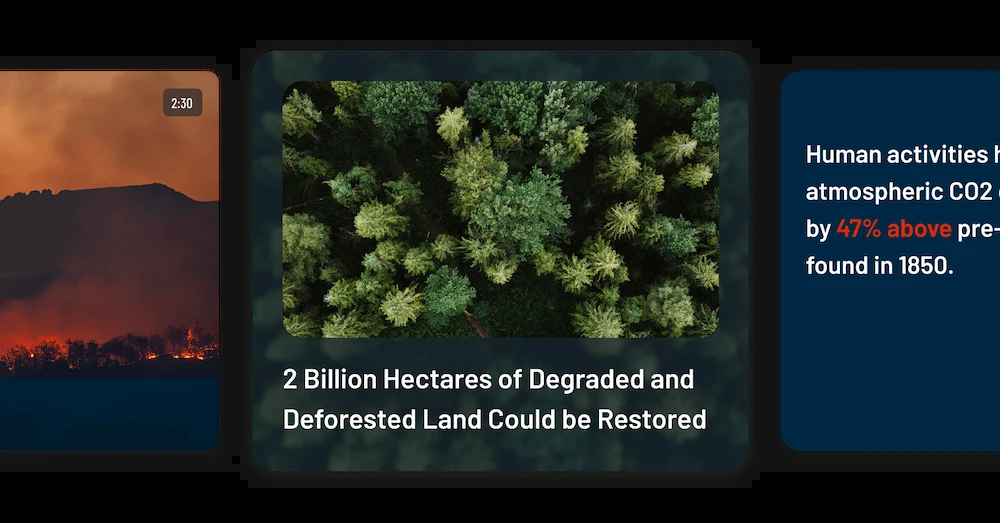 2:30
2 Billion Hectares of Degraded and
Deforested Land Could be Restored
Human activities
atmospheric CO2
by 47% above pre-
found in 1850.